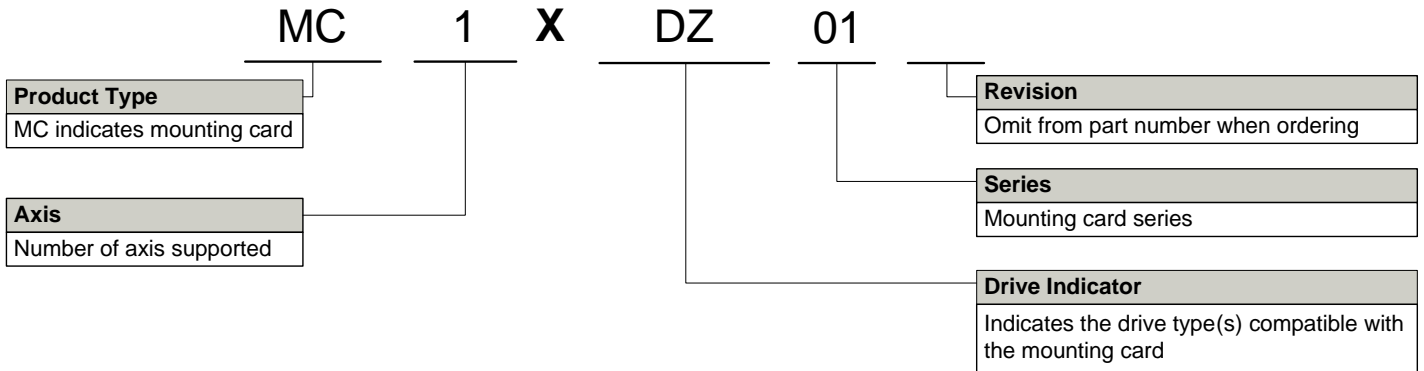 MC 1 X DZ 01
Product Type
MC indicates mounting card
Axis
Number of axis supported
Revision
Omit from part number when ordering
Series
Mounting card series
Drive Indicator
Indicates the drive type(s) compatible with
the mounting card